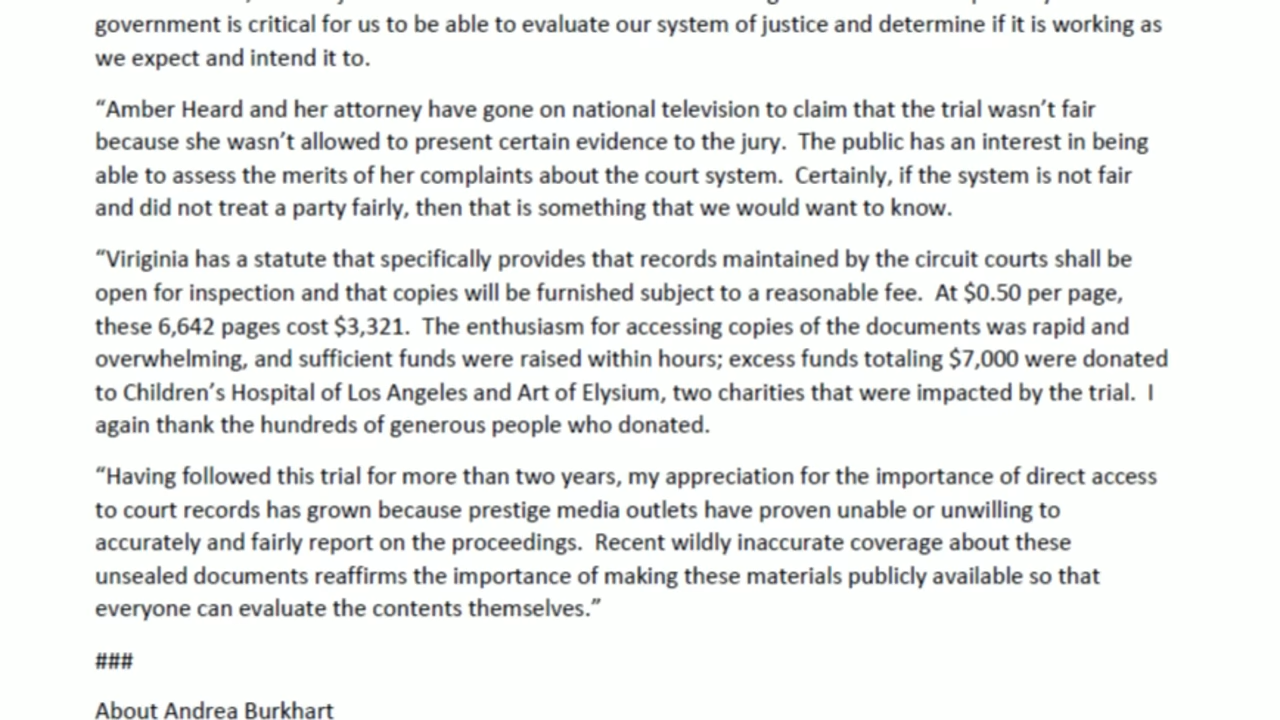 government is critical for us to be able to evaluate our system of justice and determine if it is working as
we expect and intend it to.
“Amber Heard and her attorney have gone on national television to claim that the trial wasn’t fair
because she wasn’t allowed to present certain evidence to the jury.  The public has an interest in being
able to assess the merits of her complaints about the court system.  Certainly, if the system is not fair
and did not treat a party fairly, then that is something that we would want to know.
“Viriginia has a statute that specifically provides that records maintained by the circuit courts shall be
open for inspection and that copies will be furnished subject to a reasonable fee.  At $0.50 per page,
these 6,642 pages cost $3,321.  The enthusiasm for accessing copies of the documents was rapid and
overwhelming, and sufficient funds were raised within hours; excess funds totaling $7,000 were donated
to Children’s Hospital of Los Angeles and Art of Elysium, two charities that were impacted by the trial.  I
again thank the hundreds of generous people who donated.
“Having followed this trial for more than two years, my appreciation for the importance of direct access
to court records has grown because prestige media outlets have proven unable or unwilling to
accurately and fairly report on the proceedings.  Recent wildly inaccurate coverage about these
unsealed documents reaffirms the importance of making these materials publicly available so that
everyone can evaluate the contents themselves.”
###
About Andrea Burkhart